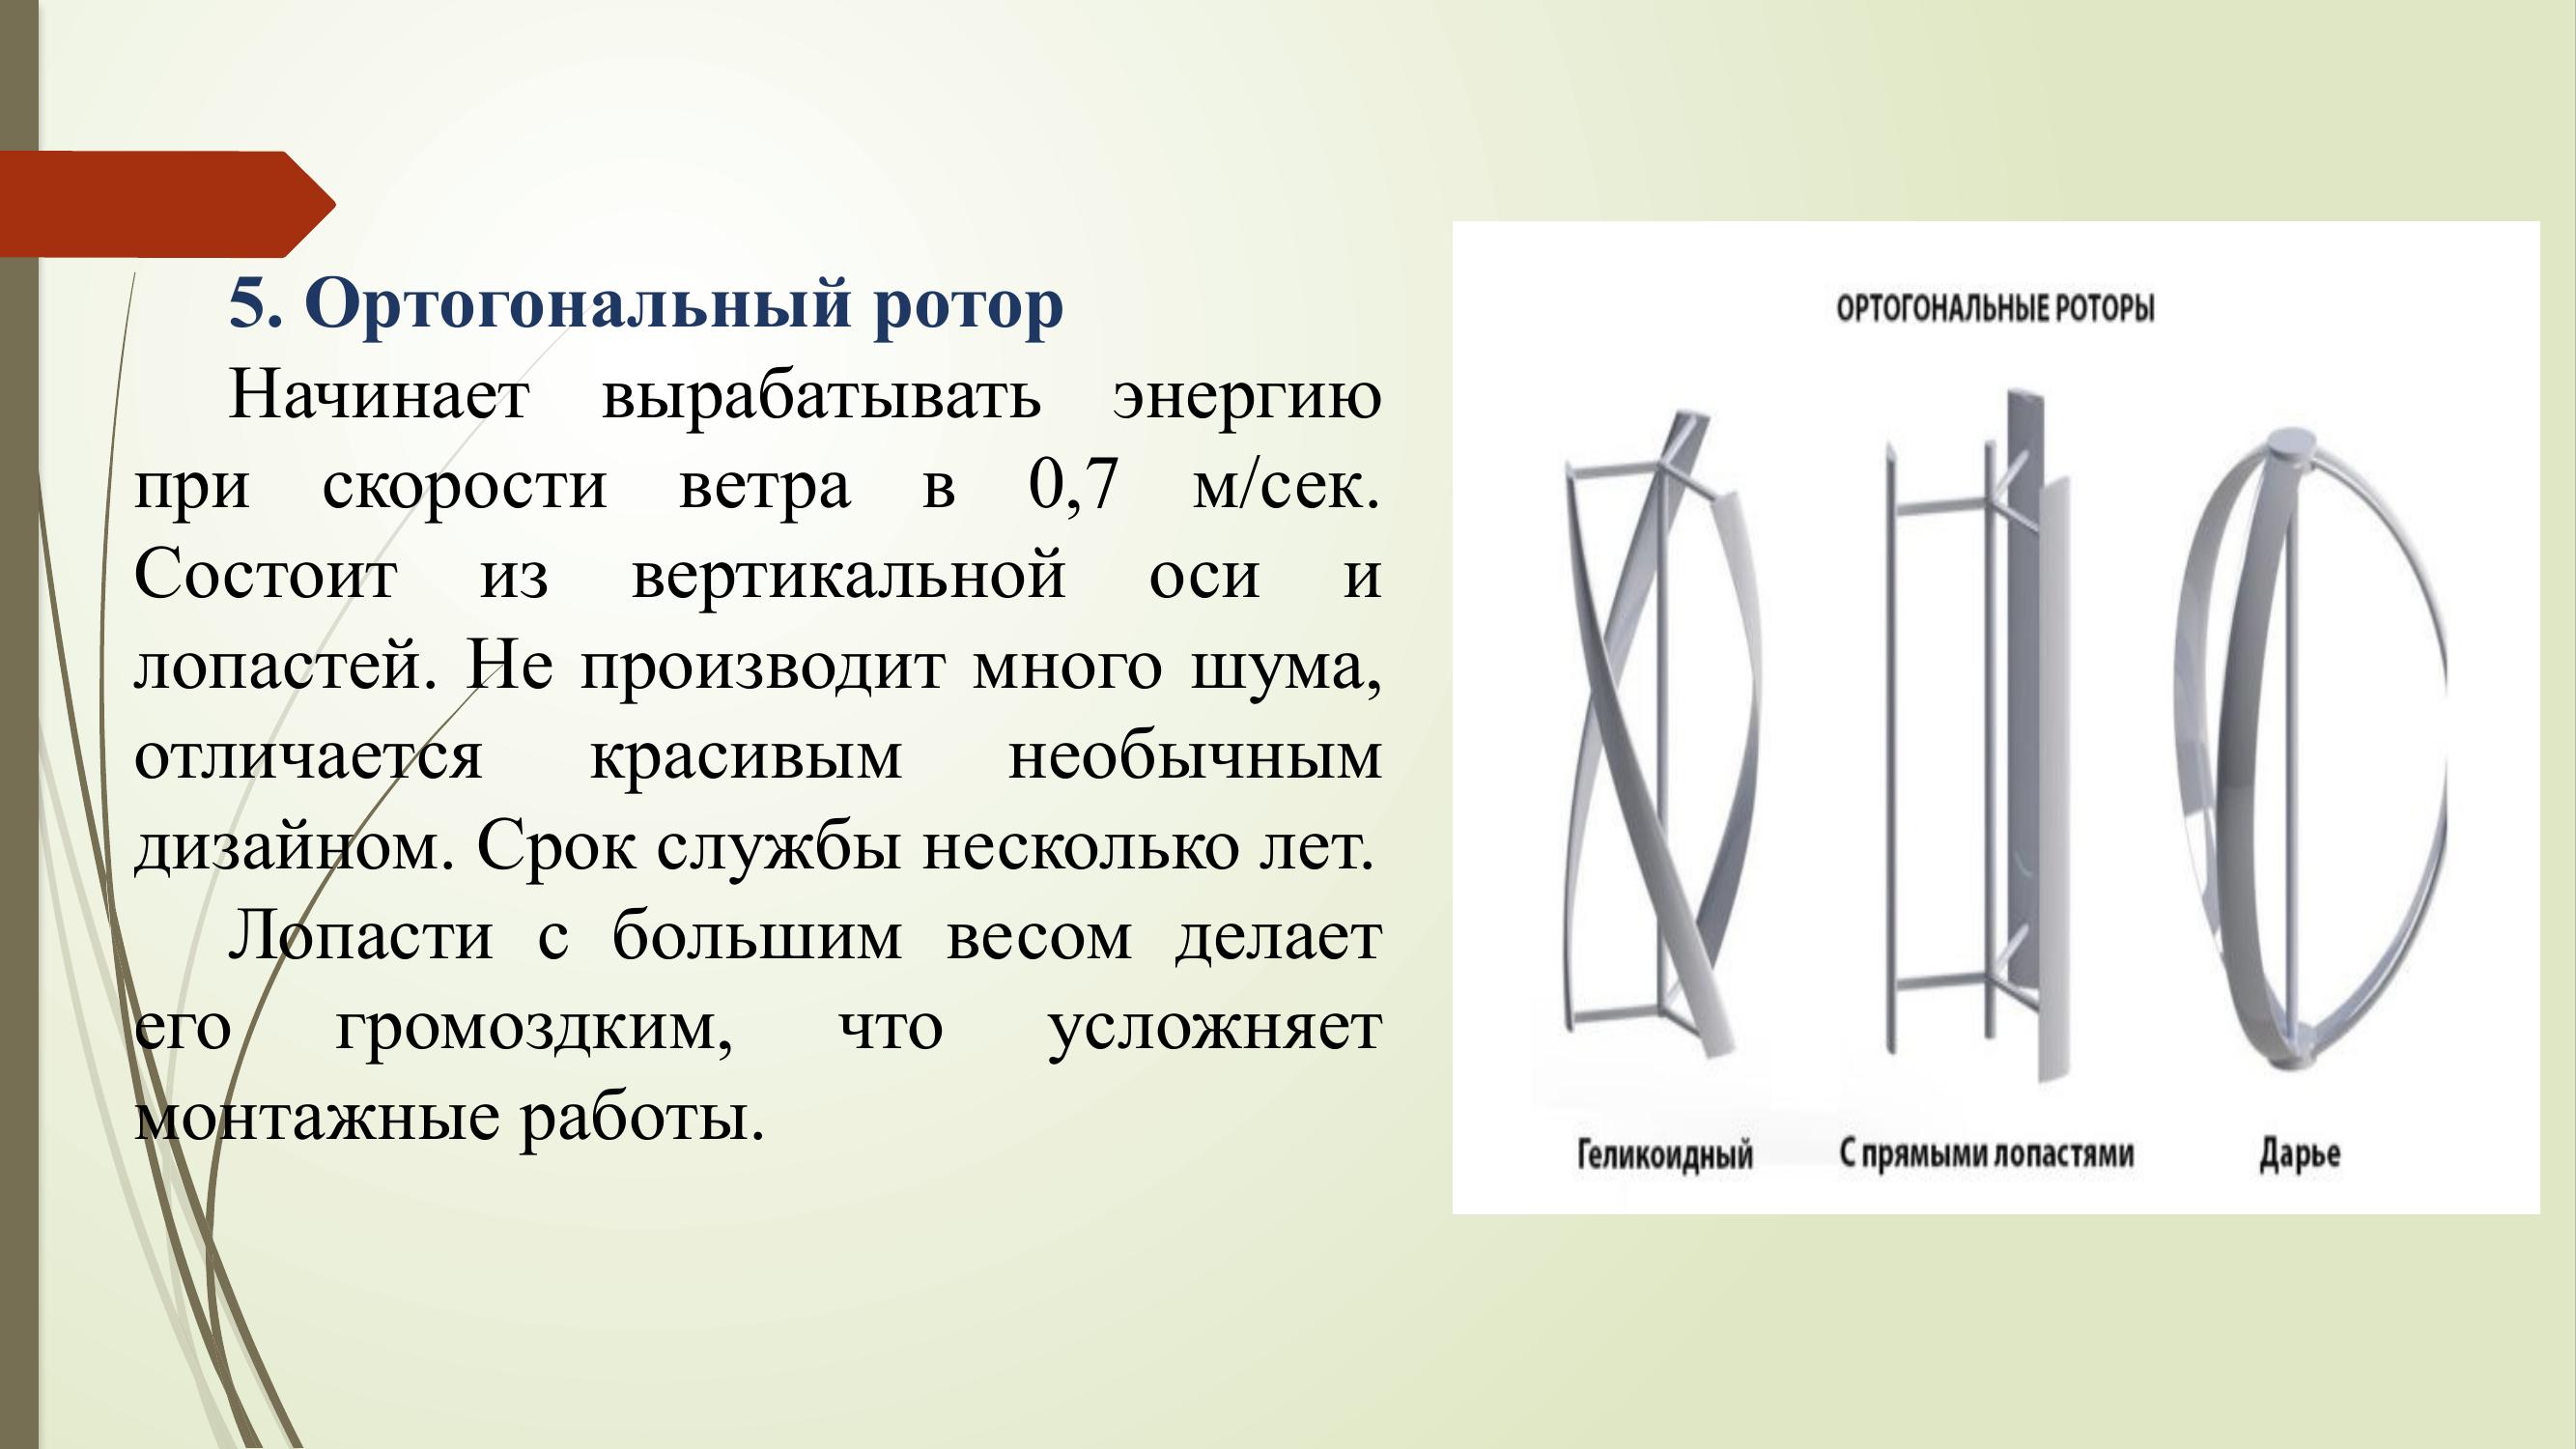 5. Ортогональный ротор
Начинает вырабатывать энергию
при скорости ветра в 0,7 м/сек.
Состоит из вертикальной оси и
лопастей. Не производит много шума,
отличается красивым необычным
дизайном. Срок службы несколько лет.
Лопасти с большим весом делает
его громоздким, что усложняет
монтажные работы.
ОРТОГОНАЛЬНЫЕ РОТОРЫ
Геликоидный
С прямыми лопастями
Дарье